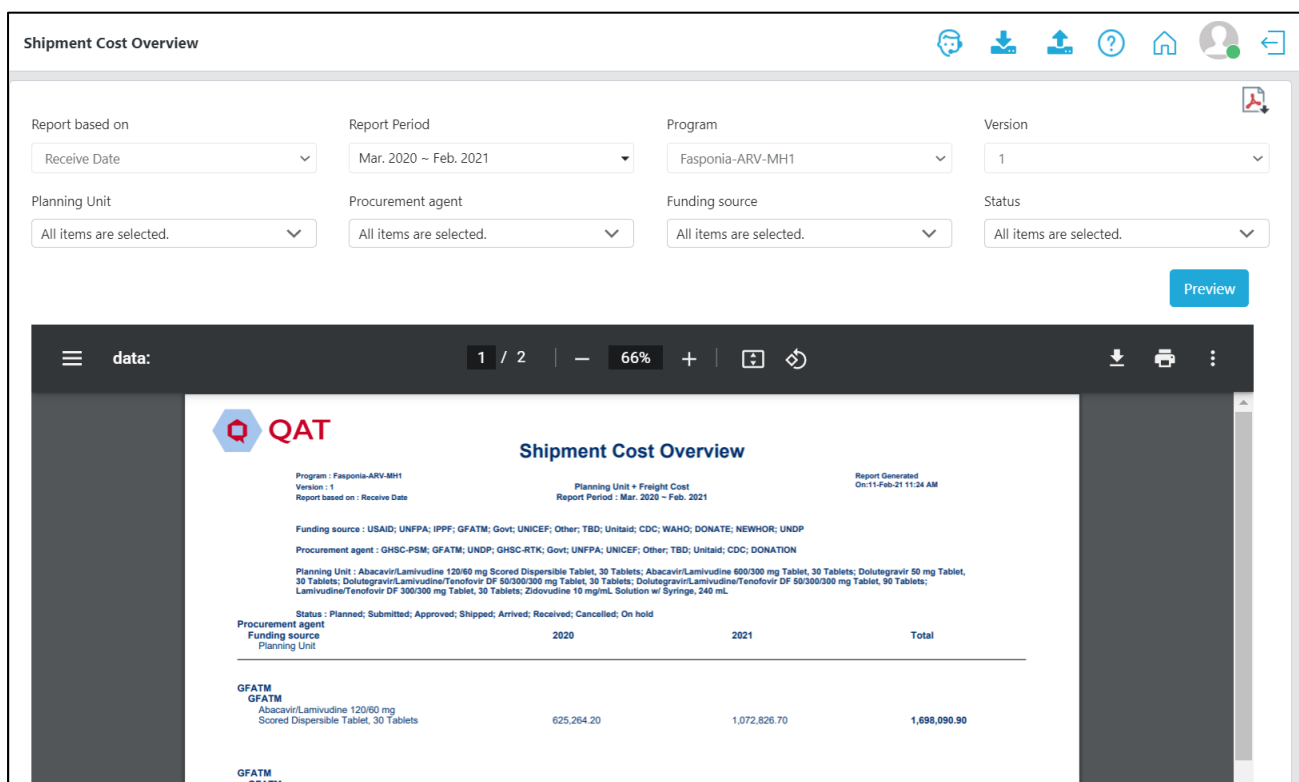 Shipment Cost Overview
Report based on
Report Period
Program
Version
Receive Date
Mar. 2020 ~ Feb. 2021
Fasponia-ARV-MH1
1
Planning Unit
Procurement agent
Funding source
Status
All items are selected.
All items are selected.
All items are selected.
All items are selected.
Preview
data:
1 / 2
66%
QAT
Shipment Cost Overview
Program : Fasponia-ARV-MH1
Version : 1
Report based on : Receive Date
Planning Unit + Freight Cost
Report Period : Mar. 2020 ~ Feb. 2021
Report Generated
On:11-Feb-21 11:24 AM
Funding source : USAID; UNFPA; IPPF; GFATM; Govt; UNICEF; Other; TBD; Unitaid; CDC; WAHO; DONATE; NEWHOR; UNDP
Procurement agent : GHSC-PSM; GFATM; UNDP; GHSC-RTK; Govt; UNFPA; UNICEF; Other; TBD; Unitaid; CDC; DONATION
Planning Unit : Abacavir/Lamivudine 120/60 mg Scored Dispersible Tablet, 30 Tablets; Abacavir/Lamivudine 600/300 mg Tablet, 30 Tablets; Dolutegravir 50 mg Tablet,
30 Tablets; Dolutegravir/Lamivudine/Tenofovir DF 50/300/300 mg Tablet, 30 Tablets; Dolutegravir/Lamivudine/Tenofovir DF 50/300/300 mg Tablet, 90 Tablets;
Lamivudine/Tenofovir DF 300/300 mg Tablet, 30 Tablets; Zidovudine 10 mg/mL Solution w/ Syringe, 240 mL
Status : Planned; Submitted; Approved; Shipped; Arrived; Received; Cancelled; On hold
Procurement agent
Funding source 2020 2021 Total
Planning Unit
GFATM
GFATM
Abacavir/Lamivudine 120/60 mg
Scored Dispersible Tablet, 30 Tablets 625,264.20 1,072,826.70 1,698,090.90
GFATM
GFATM